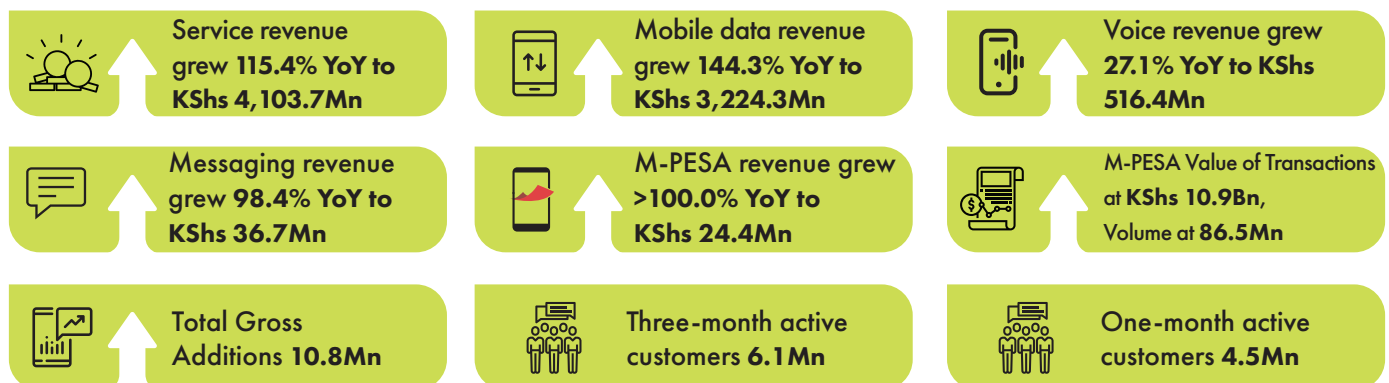 Service revenue
grew 115.4% YoY to
KShs 4,103.7Mn
Mobile data revenue
grew 144.3% YoY to
KShs 3,224.3Mn
Voice revenue grew
27.1% YoY to KShs
516.4Mn
Messaging revenue
grew 98.4% YoY to
KShs 36.7Mn
M-PESA revenue grew
>100.0% YoY to
KShs 24.4Mn
M-PESA Value of Transactions
at KShs 10.9Bn,
Volume at 86.5Mn
Total Gross
Additions 10.8Mn
Three-month active
customers 6.1Mn
One-month active
customers 4.5Mn